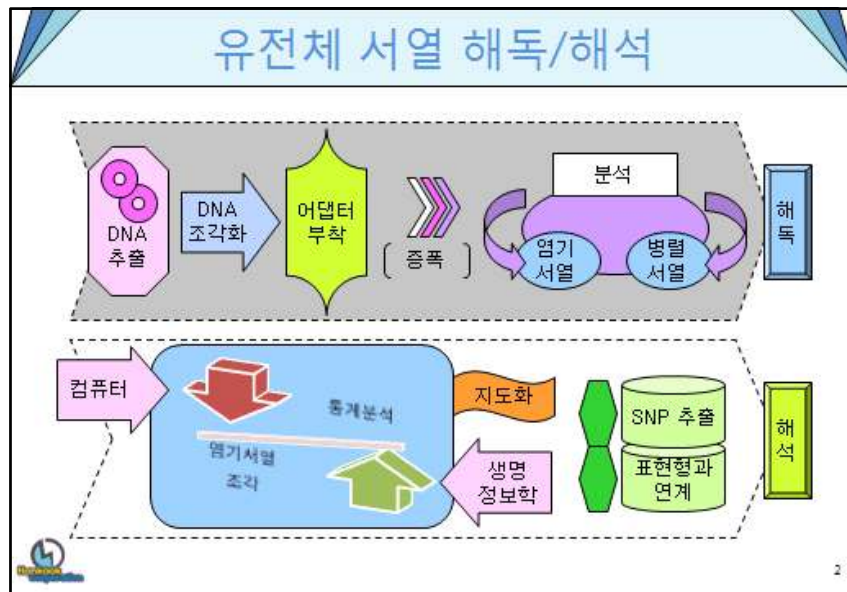 유전체 서열 해독/해석
DNA
추출
DNA
조각화
어댑터
부착
증폭
분석
염기
서열
병렬
서열
해
독
컴퓨터
통계분석
염기서열
조각
지도화
생명
정보학
SNP 추출
표현형과
연계
해
석
2